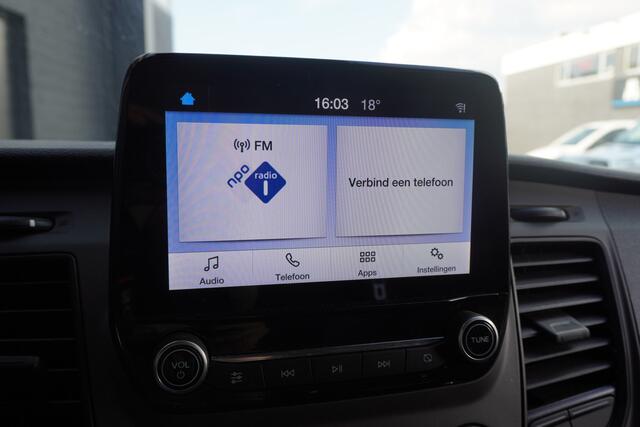 16:03 18°
FM
npo
radio
1
Verbind een telefoon
Audio
Telefoon
Apps
Instellingen
VOL
TUNE